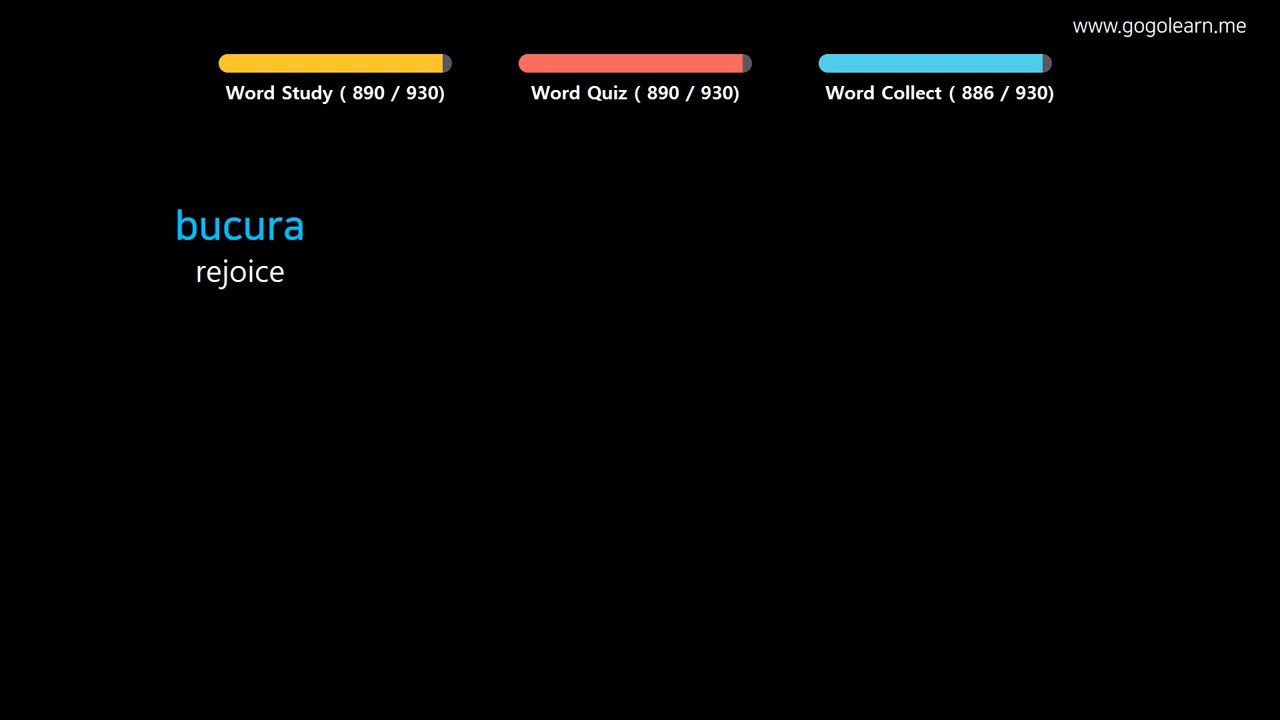 www.gogolearn.me
Word Study ( 890 / 930)
Word Quiz ( 890 / 930)
Word Collect ( 886 / 930)
bucura
rejoice